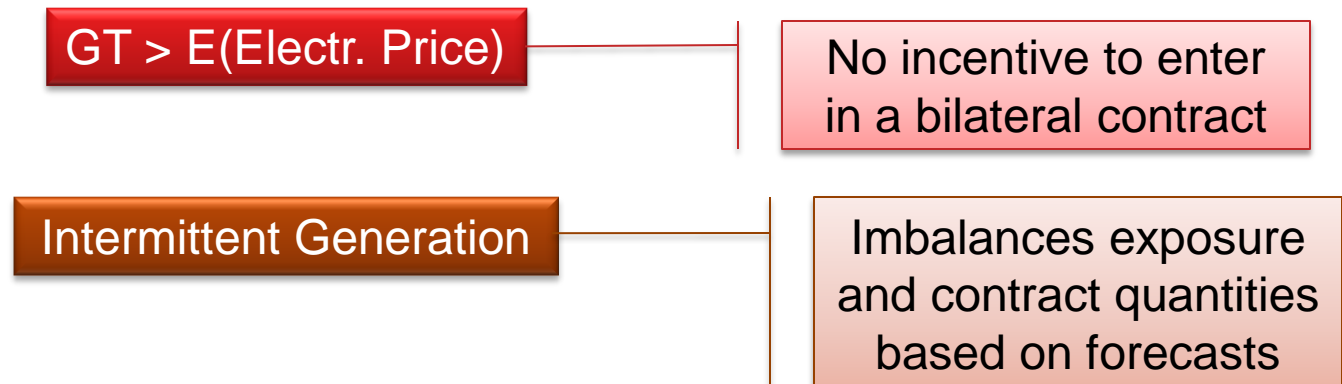 GT > E(Electr. Price)
No incentive to enter
in a bilateral contract
Intermittent Generation
Imbalances exposure
and contract quantities
based on forecasts